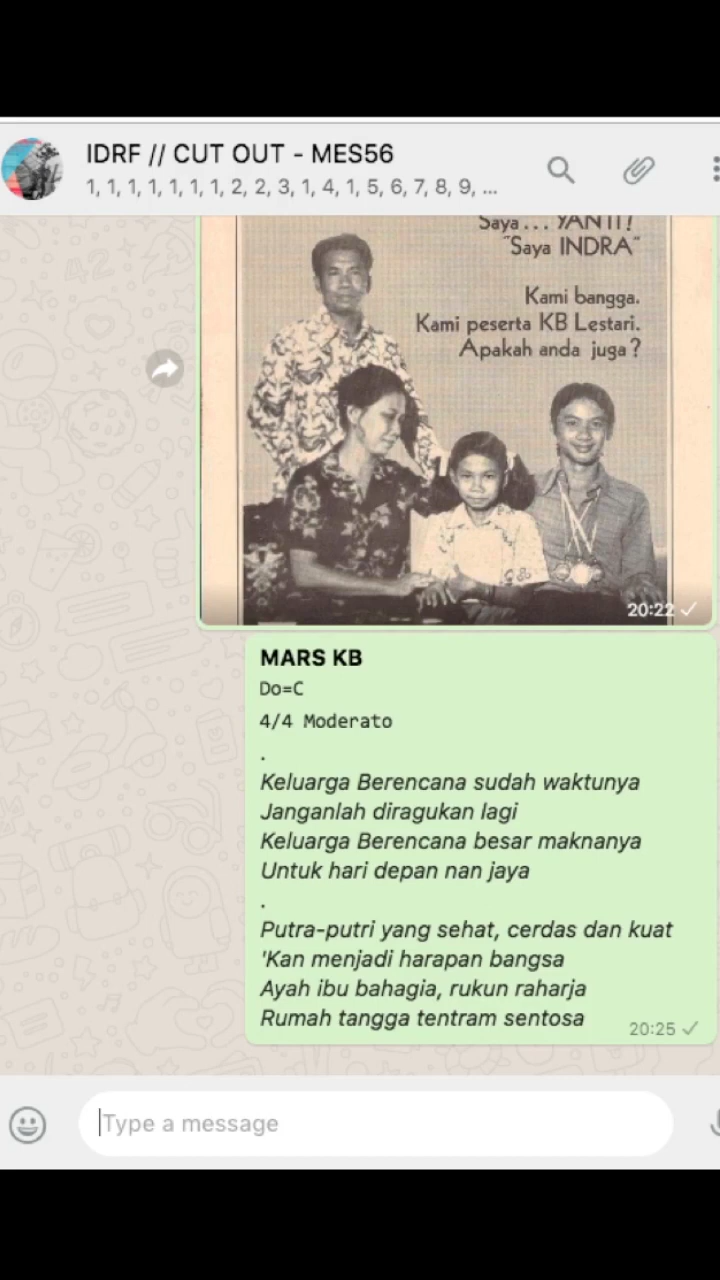 IDRF // CUT OUT - MES56
1, 1, 1, 1, 1, 1, 1, 2, 2, 3, 1, 4, 1, 5, 6, 7, 8, 9, ...
Saya... YANTI!
"Saya INDRA"
Kami bangga.
Kami peserta KB Lestari.
Apakah anda juga?
20:22
MARS KB
Do=C
4/4 Moderato
.
Keluarga Berencana sudah waktunya
Janganlah diragukan lagi
Keluarga Berencana besar maknanya
Untuk hari depan nan jaya
.
Putra-putri yang sehat, cerdas dan kuat
'Kan menjadi harapan bangsa
Ayah ibu bahagia, rukun raharja
Rumah tangga tentram sentosa
20:25
Type a message